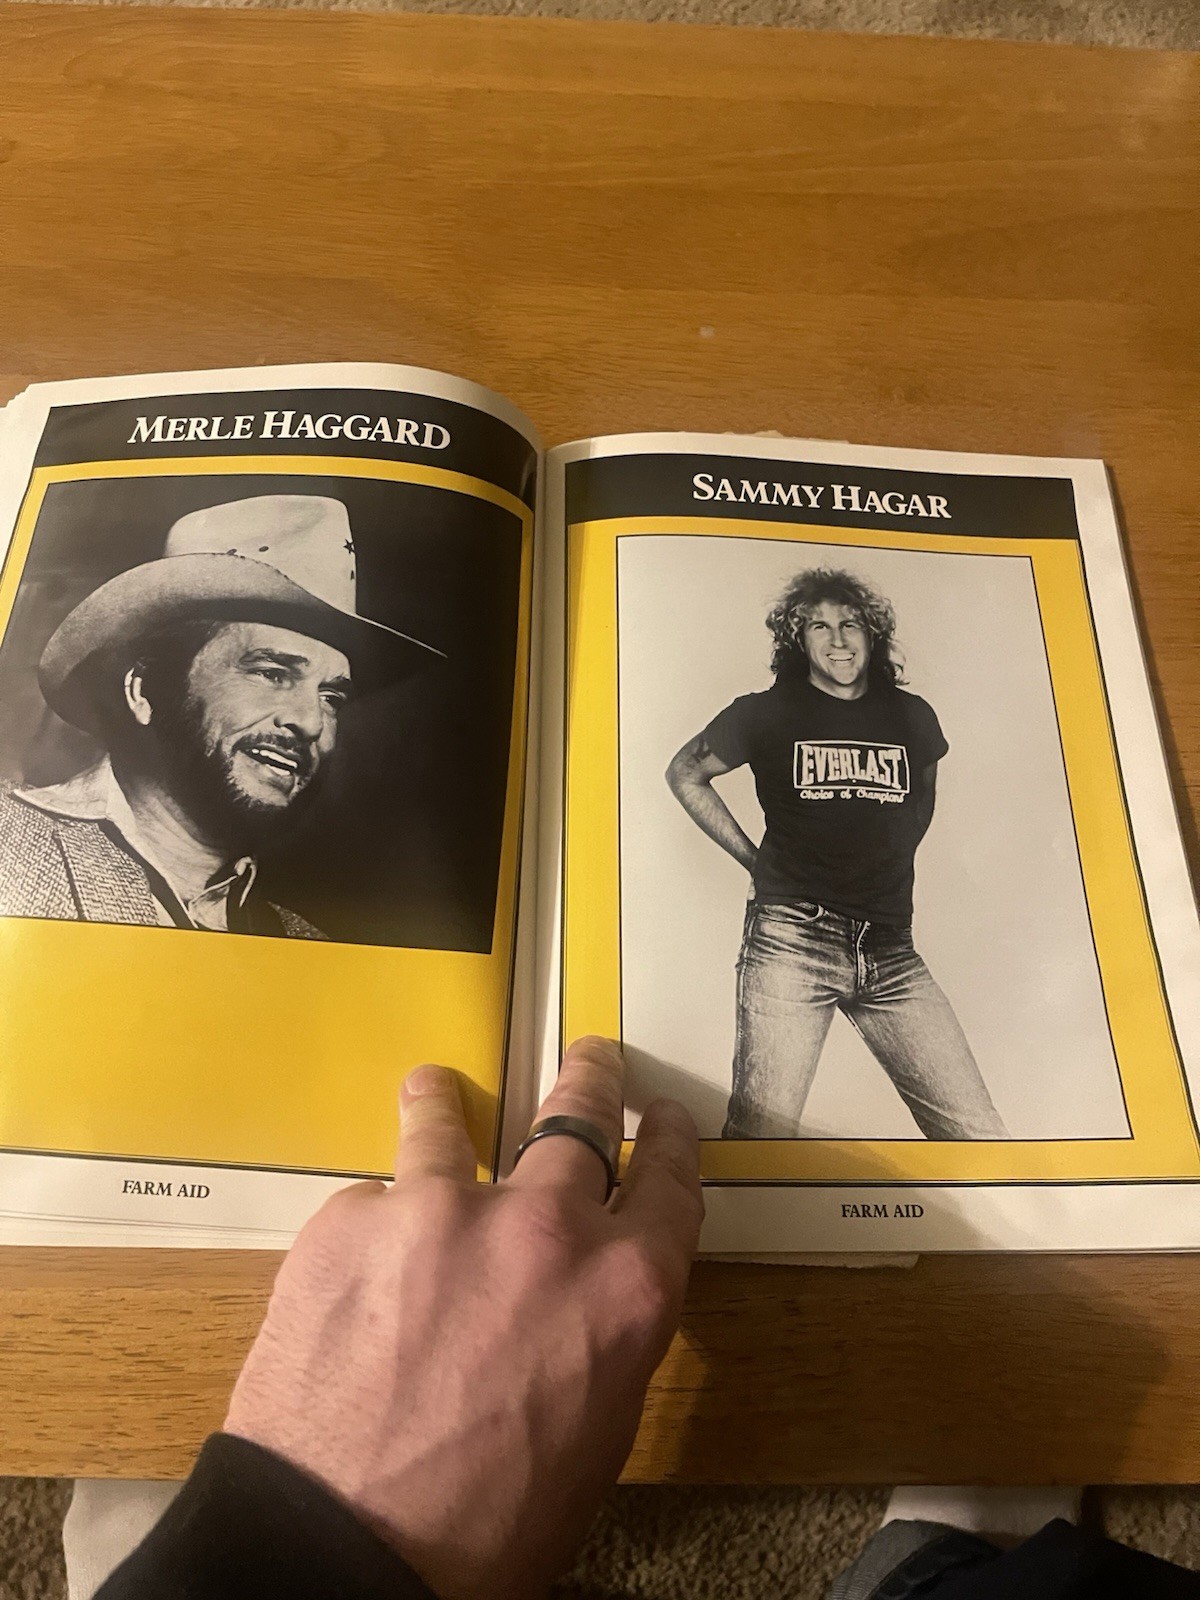 MERLE HAGGARD
FARM AID
SAMMY HAGAR
EVERLAST
Choice of Champions
FARM AID